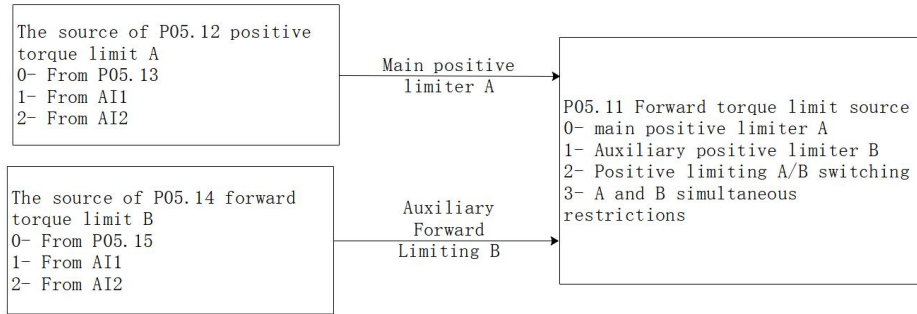 The source of P05.12 positive
torque limit A
0- From P05.13
1- From AI1
2- From AI2
Main positive
limiter A
P05.11 Forward torque limit source
0- main positive limiter A
1- Auxiliary positive limiter B
2- Positive limiting A/B switching
3- A and B simultaneous
restrictions
The source of P05.14 forward
torque limit B
0- From P05.15
1- From AI1
2- From AI2
Auxiliary
Forward
Limiting B